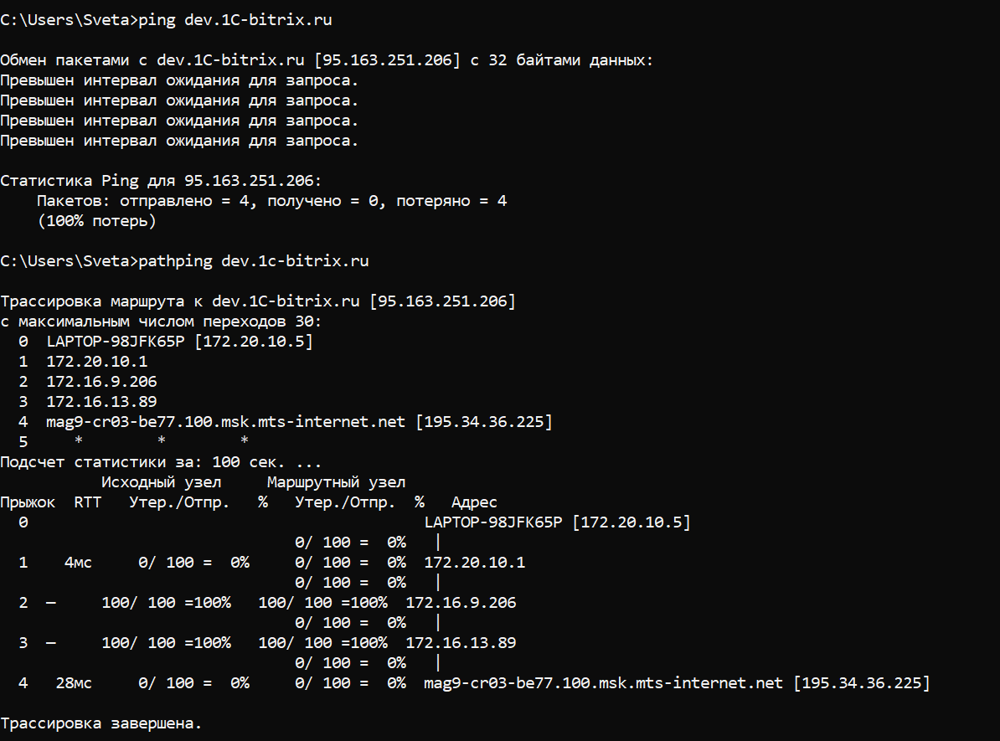 C:\Users\Sveta>ping dev.1C-bitrix.ru
Обмен пакетами с dev.1C-bitrix.ru [95.163.251.206] с 32 байтами данных:
Превышен интервал ожидания для запроса.
Превышен интервал ожидания для запроса.
Превышен интервал ожидания для запроса.
Превышен интервал ожидания для запроса.
Статистика Ping для 95.163.251.206:
    Пакетов: отправлено = 4, получено = 0, потеряно = 4
    (100% потерь)
C:\Users\Sveta>pathping dev.1c-bitrix.ru
Трассировка маршрута к dev.1C-bitrix.ru [95.163.251.206]
с максимальным числом переходов 30:
  0  LAPTOP-98JFK65P [172.20.10.5]
  1  172.20.10.1
  2  172.16.9.206
  3  172.16.13.89
  4  mag9-cr03-be77.100.msk.mts-internet.net [195.34.36.225]
  5     *        *        *
Подсчет статистики за: 100 сек. ...
           Исходный узел     Маршрутный узел
Прыжок  RTT   Утер./Отпр.   %   Утер./Отпр.  %   Адрес
  0                                           LAPTOP-98JFK65P [172.20.10.5]
                                0/ 100 =  0%   |
  1    4мс     0/ 100 =  0%     0/ 100 =  0%  172.20.10.1
                                0/ 100 =  0%   |
  2  —     100/ 100 =100%   100/ 100 =100%  172.16.9.206
                                0/ 100 =  0%   |
  3  —     100/ 100 =100%   100/ 100 =100%  172.16.13.89
                                0/ 100 =  0%   |
  4   28мс     0/ 100 =  0%     0/ 100 =  0%  mag9-cr03-be77.100.msk.mts-internet.net [195.34.36.225]
Трассировка завершена.